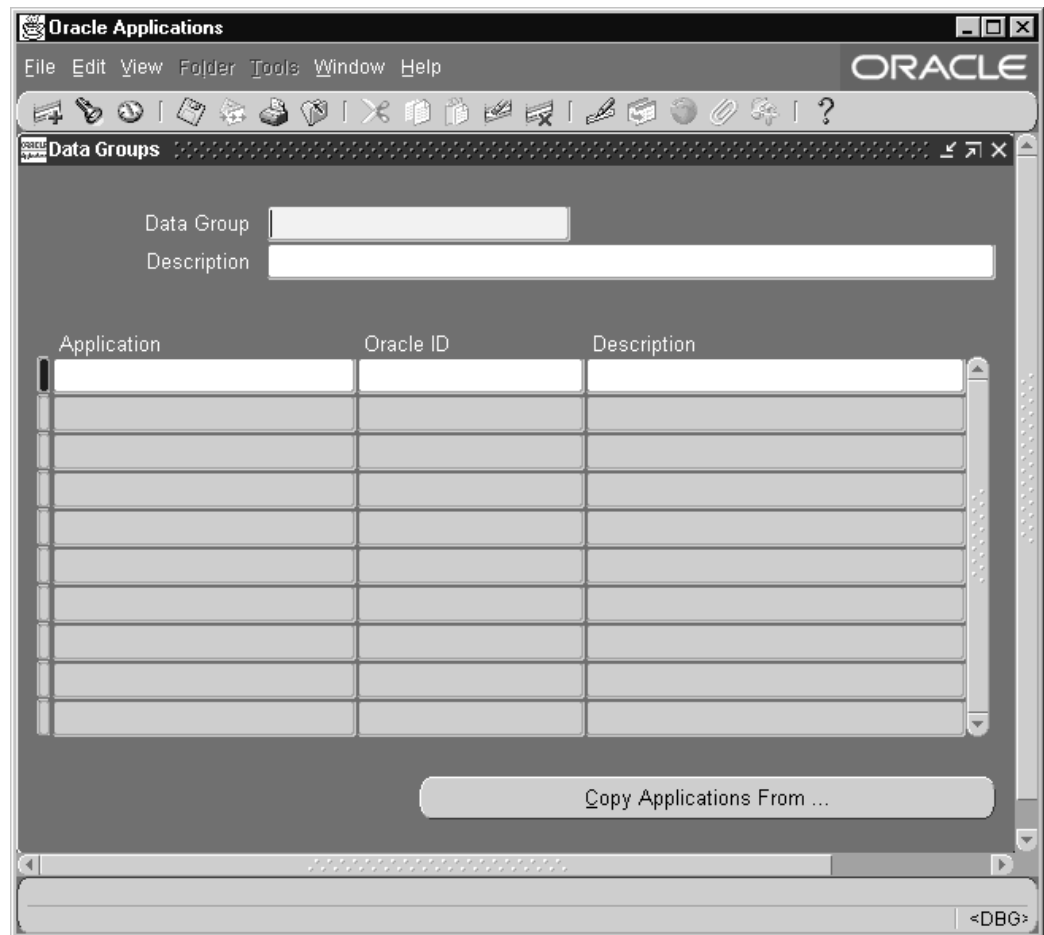 Oracle Applications
File Edit View Folder Tools Window Help
ORACLE
?
Data Groups
Data Group
Description
Application Oracle ID Description
Copy Applications From ...
<DBG>